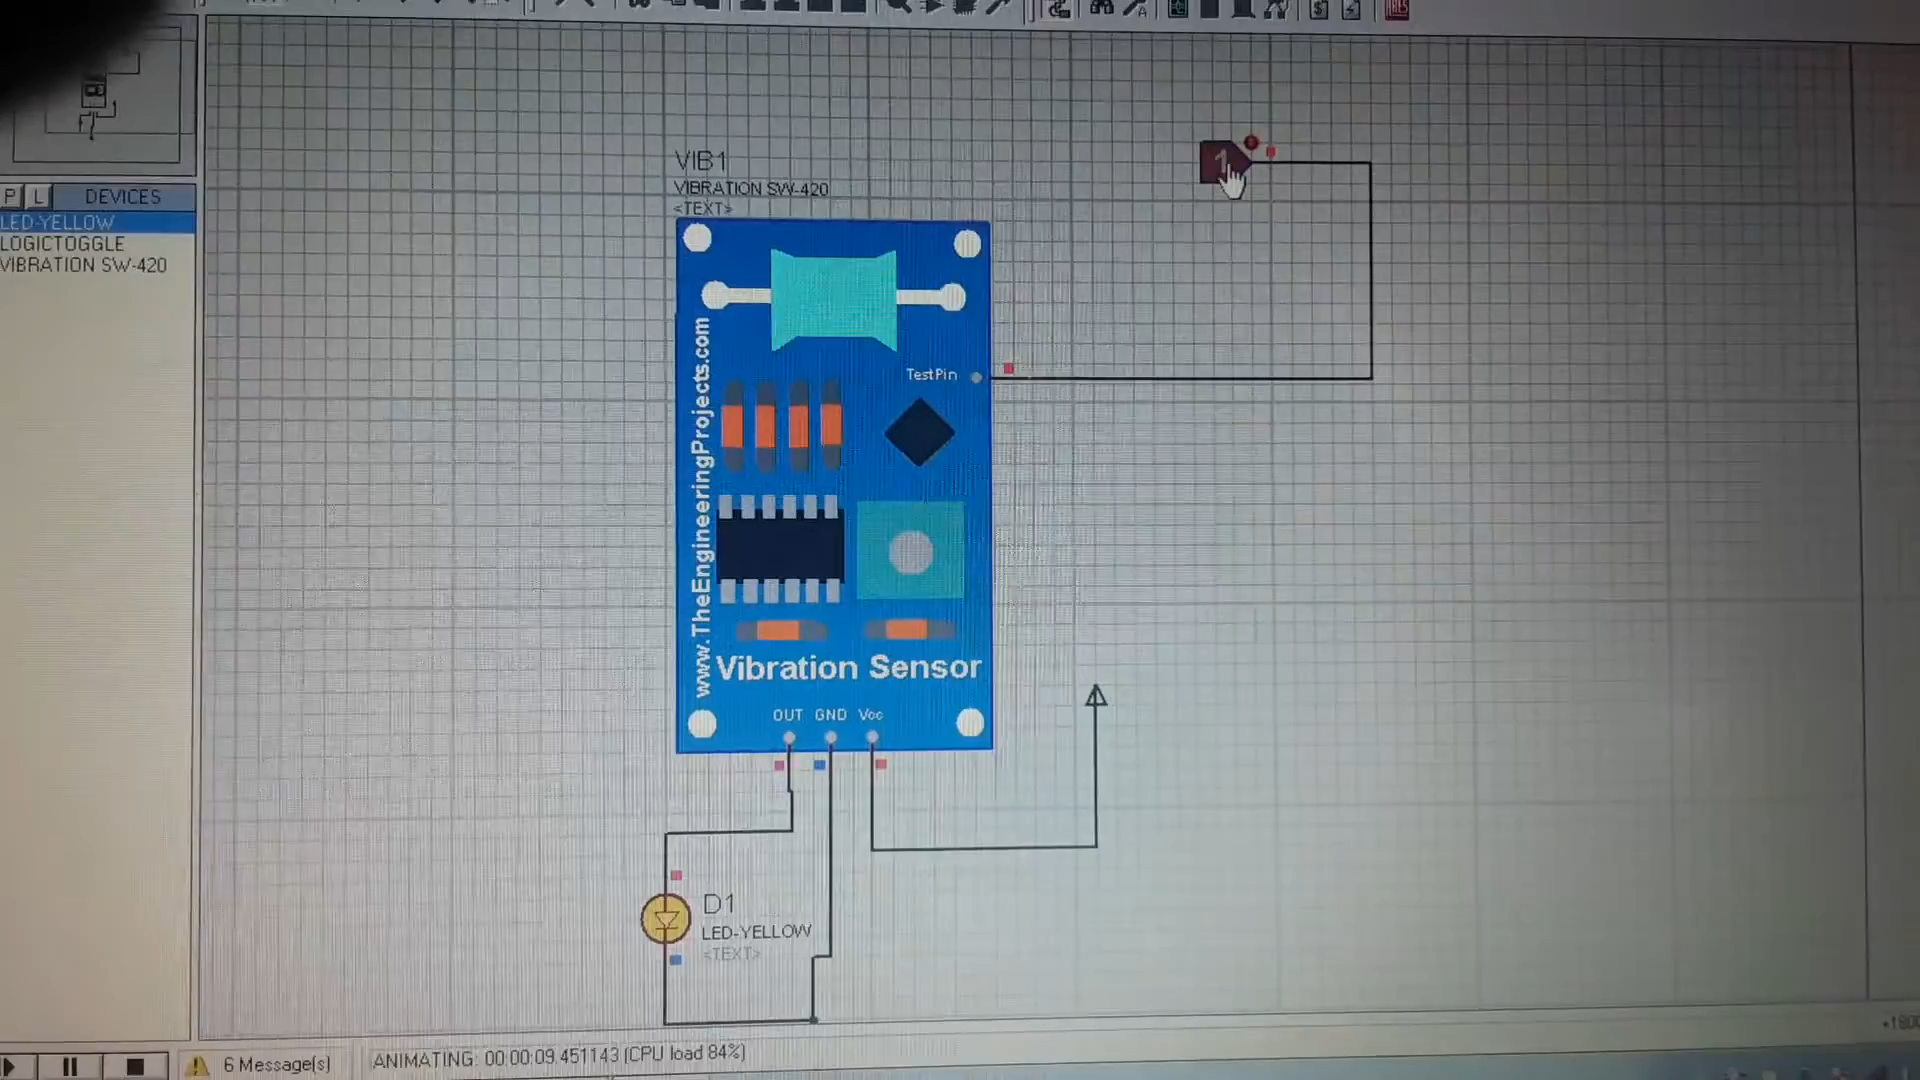 VIB1
VIBRATION SW-420
<TEXT>
1
P L DEVICES
LED-YELLOW
LOGICTOGGLE
VIBRATION SW-420
TestPin
www.TheEngineeringProjects.com
Vibration Sensor
OUT GND Vcc
D1
LED-YELLOW
<TEXT>
6 Message(s)
ANIMATING: 00:00:09.451143 (CPU load 84%)